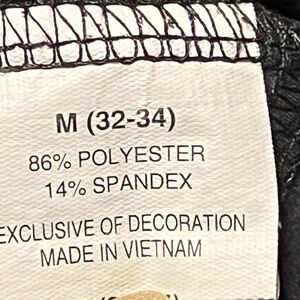 M (32-34)
86% POLYESTER
14% SPANDEX
EXCLUSIVE OF DECORATION
MADE IN VIETNAM